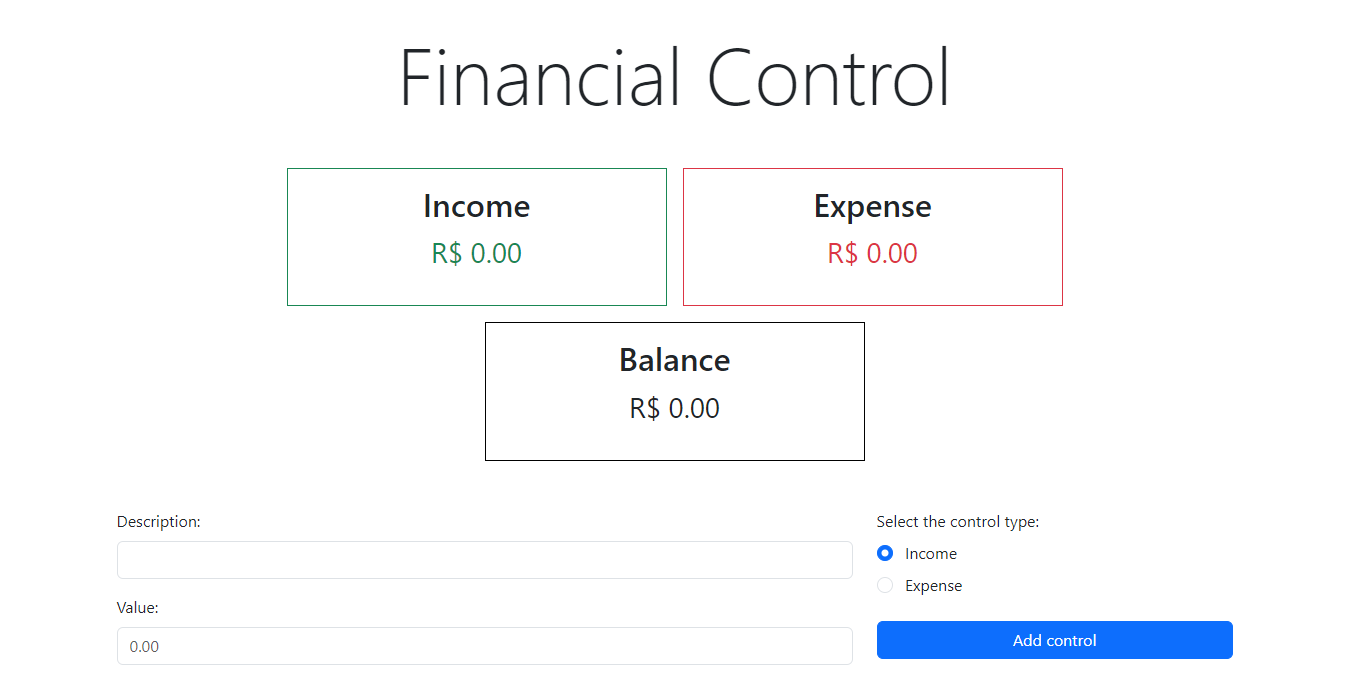 Financial Control
Income
R$ 0.00
Expense
R$ 0.00
Balance
R$ 0.00
Description:
Value:
0.00
Select the control type:
Income
Expense
Add control